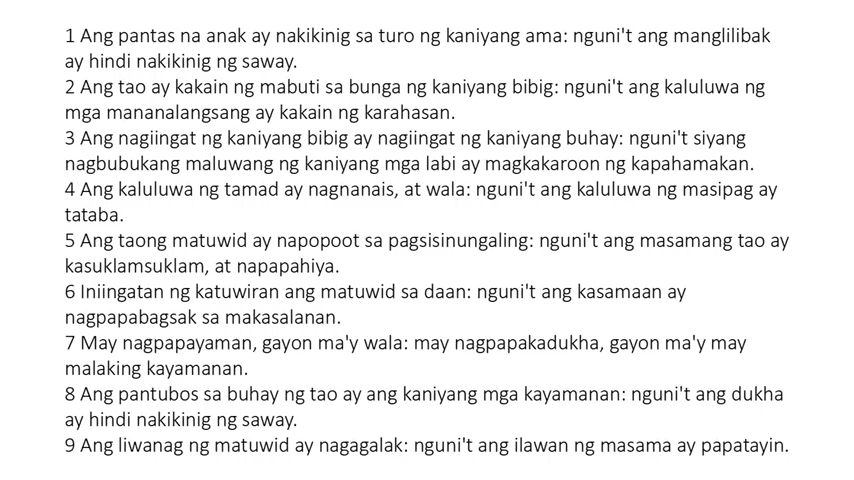 1 Ang pantas na anak ay nakikinig sa turo ng kaniyang ama: nguni't ang manglilibak
ay hindi nakikinig ng saway.
2 Ang tao ay kakain ng mabuti sa bunga ng kaniyang bibig: nguni't ang kaluluwa ng
mga mananalangsang ay kakain ng karahasan.
3 Ang nagiingat ng kaniyang bibig ay nagiingat ng kaniyang buhay: nguni't siyang
nagbubukang maluwang ng kaniyang mga labi ay magkakaroon ng kapahamakan.
4 Ang kaluluwa ng tamad ay nagnanais, at wala: nguni't ang kaluluwa ng masipag ay
tataba.
5 Ang taong matuwid ay napopoot sa pagsisinungaling: nguni't ang masamang tao ay
kasuklamsuklam, at napapahiya.
6 Iniingatan ng katuwiran ang matuwid sa daan: nguni't ang kasamaan ay
nagpapabagsak sa makasalanan.
7 May nagpapayaman, gayon ma'y wala: may nagpapakadukha, gayon ma'y may
malaking kayamanan.
8 Ang pantubos sa buhay ng tao ay ang kaniyang mga kayamanan: nguni't ang dukha
ay hindi nakikinig ng saway.
9 Ang liwanag ng matuwid ay nagagalak: nguni't ang ilawan ng masama ay papatayin.